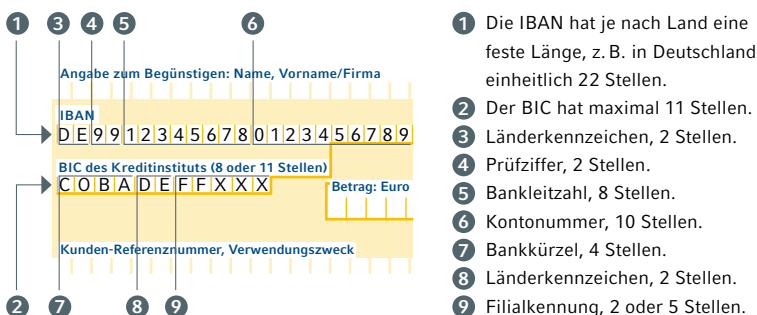 1 3 4 5 6
Angabe zum Begünstigen: Name, Vorname/Firma
IBAN
DE99123456780123456789
BIC des Kreditinstituts (8 oder 11 Stellen)
COBADEFFXXX
Betrag: Euro
Kunden-Referenznummer, Verwendungszweck
2 7 8 9
1 Die IBAN hat je nach Land eine
feste Länge, z. B. in Deutschland
einheitlich 22 Stellen.
2 Der BIC hat maximal 11 Stellen.
3 Länderkennzeichen, 2 Stellen.
4 Prüfziffer, 2 Stellen.
5 Bankleitzahl, 8 Stellen.
6 Kontonummer, 10 Stellen.
7 Bankkürzel, 4 Stellen.
8 Länderkennzeichen, 2 Stellen.
9 Filialkennung, 2 oder 5 Stellen.